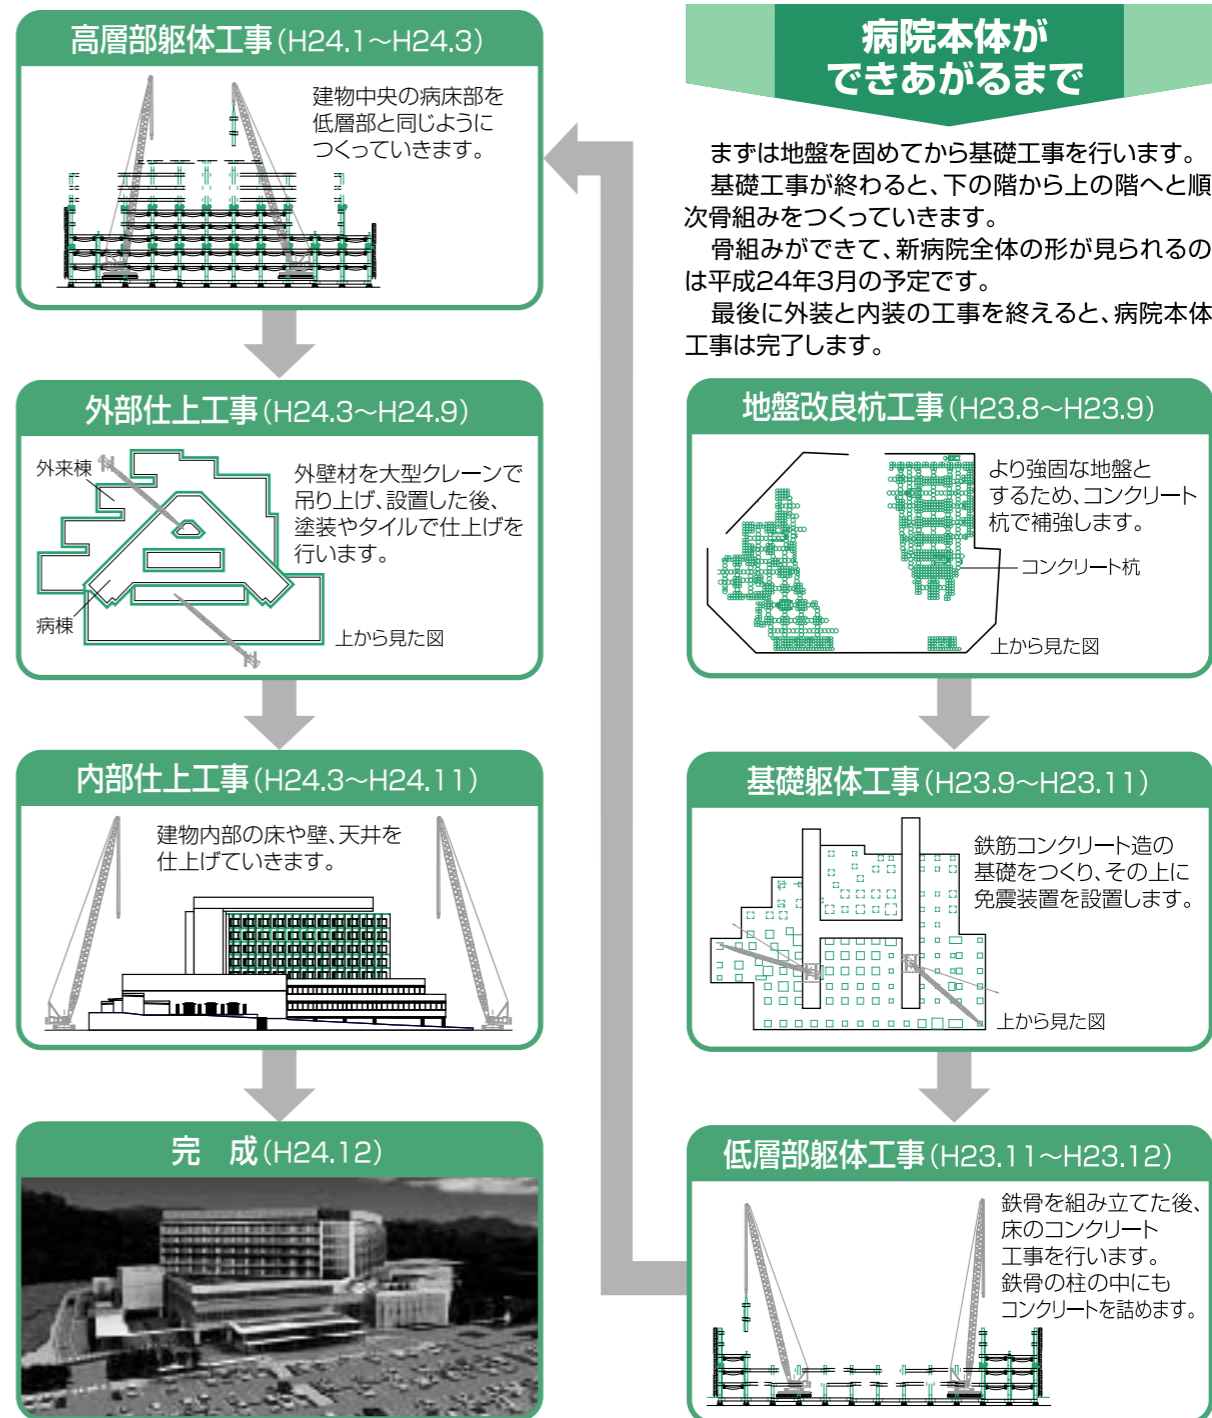 病院本体が
できあがるまで
まずは地盤を固めてから基礎工事を行います。
基礎工事が終わると、下の階から上の階へと順
次骨組みをつくっていきます。
骨組みができて、新病院全体の形が見られるの
は平成24年3月の予定です。
最後に外装と内装の工事を終えると、病院本体
工事は完了します。
地盤改良杭工事(H23.8〜H23.9)
より強固な地盤と
するため、コンクリート
杭で補強します。
コンクリート杭
上から見た図
基礎躯体工事(H23.9〜H23.11)
鉄筋コンクリート造の
基礎をつくり、その上に
免震装置を設置します。
上から見た図
低層部躯体工事(H23.11〜H23.12)
鉄骨を組み立てた後、
床のコンクリート
工事を行います。
鉄骨の柱の中にも
コンクリートを詰めます。
高層部躯体工事(H24.1〜H24.3)
建物中央の病床部を
低層部と同じように
つくっていきます。
外部仕上工事(H24.3〜H24.9)
外来棟
外壁材を大型クレーンで
吊り上げ、設置した後、
塗装やタイルで仕上げを
行います。
病棟
上から見た図
内部仕上工事(H24.3〜H24.11)
建物内部の床や壁、天井を
仕上げていきます。
完　成(H24.12)